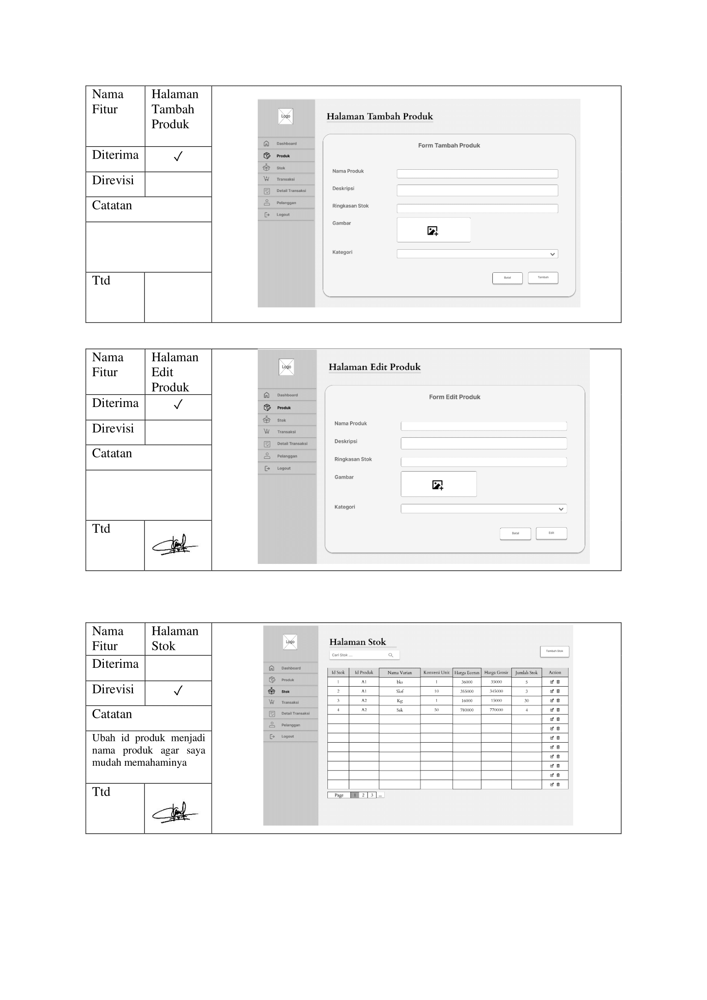 Nama Fitur
Halaman Tambah Produk
Diterima ✓
Direvisi
Catatan
Ttd
Logo
Dashboard
Produk
Stok
Transaksi
Detail Transaksi
Pelanggan
Logout
Halaman Tambah Produk
Form Tambah Produk
Nama Produk
Deskripsi
Ringkasan Stok
Gambar
Kategori
Batal Tambah
Nama Fitur
Halaman Edit Produk
Diterima ✓
Direvisi
Catatan
Ttd
Logo
Dashboard
Produk
Stok
Transaksi
Detail Transaksi
Pelanggan
Logout
Halaman Edit Produk
Form Edit Produk
Nama Produk
Deskripsi
Ringkasan Stok
Gambar
Kategori
Batal Edit
Nama Fitur
Halaman Stok
Diterima
Direvisi ✓
Catatan
Ubah id produk menjadi
nama produk agar saya
mudah memahaminya
Ttd
Logo
Dashboard
Produk
Stok
Transaksi
Detail Transaksi
Pelanggan
Logout
Halaman Stok
Cari Stok ....
Tambah Stok
Id Stok Id Produk Nama Varian Konversi Unit Harga Eceran Harga Grosir Jumlah Stok Action
1 A1 bks 1 36000 35000 5
2 A1 Slof 10 355000 345000 3
3 A2 Kg 1 16000 15000 30
4 A2 Sak 50 780000 770000 4
Page 1 2 3 ...